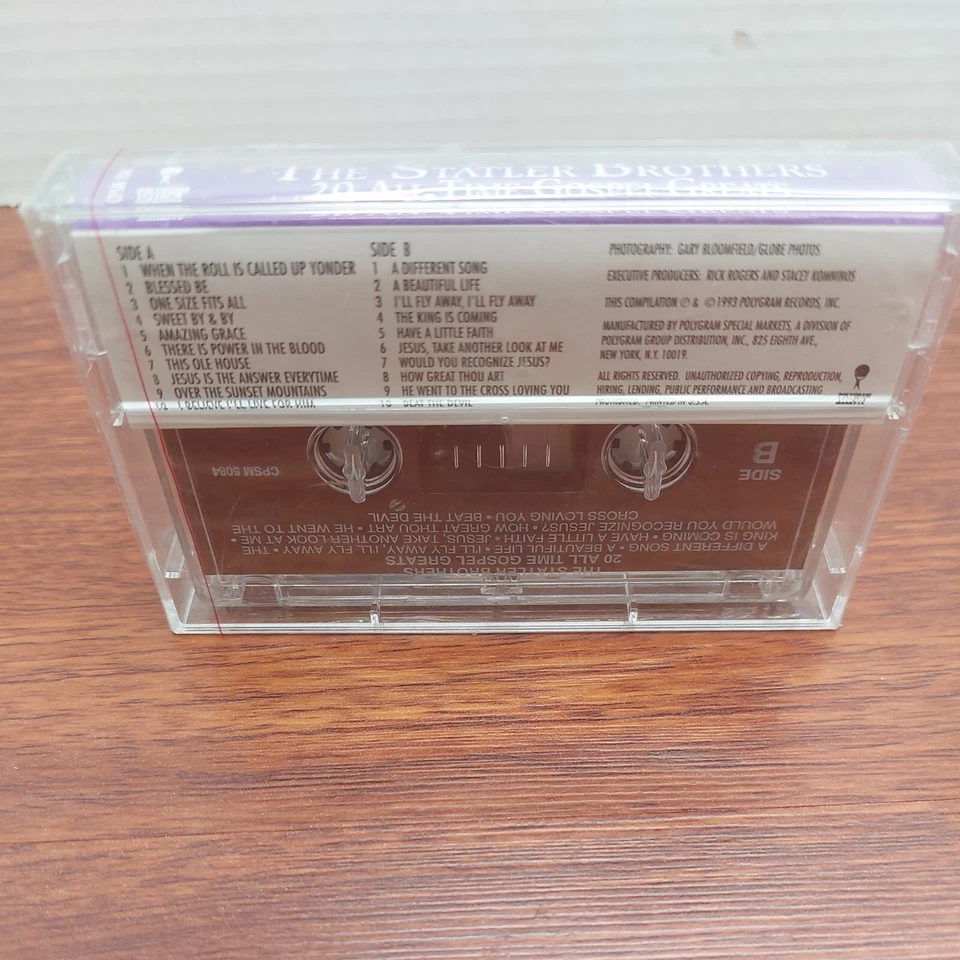 THE STATLER BROTHERS
20 ALL TIME GOSPEL GREATS
SIDE A
1 WHEN THE ROLL IS CALLED UP YONDER
2 BLESSED BE
3 ONE SIZE FITS ALL
4 SWEET BY & BY
5 AMAZING GRACE
6 THERE IS POWER IN THE BLOOD
7 THIS OLE HOUSE
8 JESUS IS THE ANSWER EVERYTIME
9 OVER THE SUNSET MOUNTAINS
10 I BELIEVE I'LL LIVE FOR HIM
SIDE B
1 A DIFFERENT SONG
2 A BEAUTIFUL LIFE
3 I'LL FLY AWAY, I'LL FLY AWAY
4 THE KING IS COMING
5 HAVE A LITTLE FAITH
6 JESUS, TAKE ANOTHER LOOK AT ME
7 WOULD YOU RECOGNIZE JESUS?
8 HOW GREAT THOU ART
9 HE WENT TO THE CROSS LOVING YOU
10 BEAT THE DEVIL
PHOTOGRAPHY: GARY BLOOMFIELD/GLOBE PHOTOS
EXECUTIVE PRODUCERS: RICK ROGERS AND STACEY KOMNINOS
THIS COMPILATION ℗ & © 1993 POLYGRAM RECORDS, INC.
MANUFACTURED BY POLYGRAM SPECIAL MARKETS, A DIVISION OF
POLYGRAM GROUP DISTRIBUTION, INC., 825 EIGHTH AVE.,
NEW YORK, N.Y. 10019.
ALL RIGHTS RESERVED. UNAUTHORIZED COPYING, REPRODUCTION,
HIRING, LENDING, PUBLIC PERFORMANCE AND BROADCASTING
PROHIBITED. PRINTED IN U.S.A.
SIDE
B
CPSM 5084
THE STATLER BROTHERS
20 ALL TIME GOSPEL GREATS
A DIFFERENT SONG • A BEAUTIFUL LIFE • I'LL FLY AWAY, I'LL FLY AWAY • THE
KING IS COMING • HAVE A LITTLE FAITH • JESUS, TAKE ANOTHER LOOK AT ME •
WOULD YOU RECOGNIZE JESUS? • HOW GREAT THOU ART • HE WENT TO THE
CROSS LOVING YOU • BEAT THE DEVIL